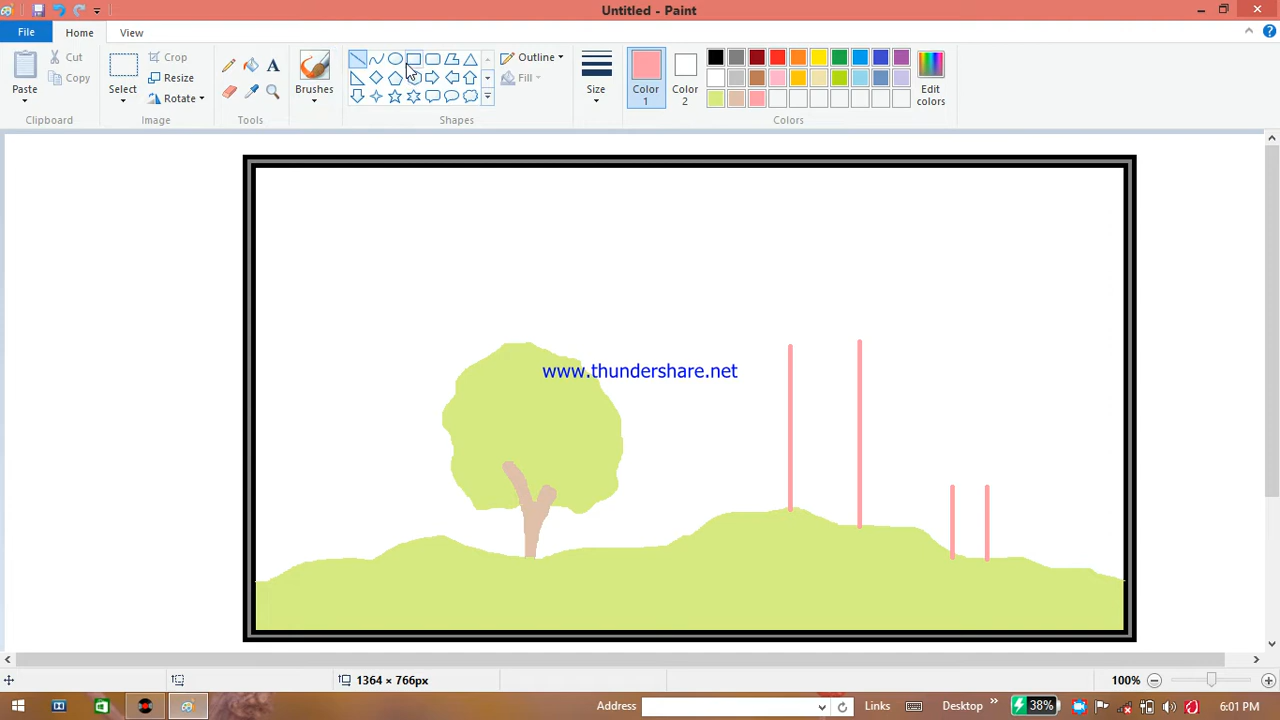 Untitled - Paint
File
Home
View
Paste
Cut
Copy
Clipboard
Select
Crop
Resize
Rotate
Image
Tools
Brushes
Shapes
Outline
Fill
Size
Color 1
Color 2
Edit colors
Colors
www.thundershare.net
1364 × 766px
100%
Address
Links
Desktop
38%
6:01 PM